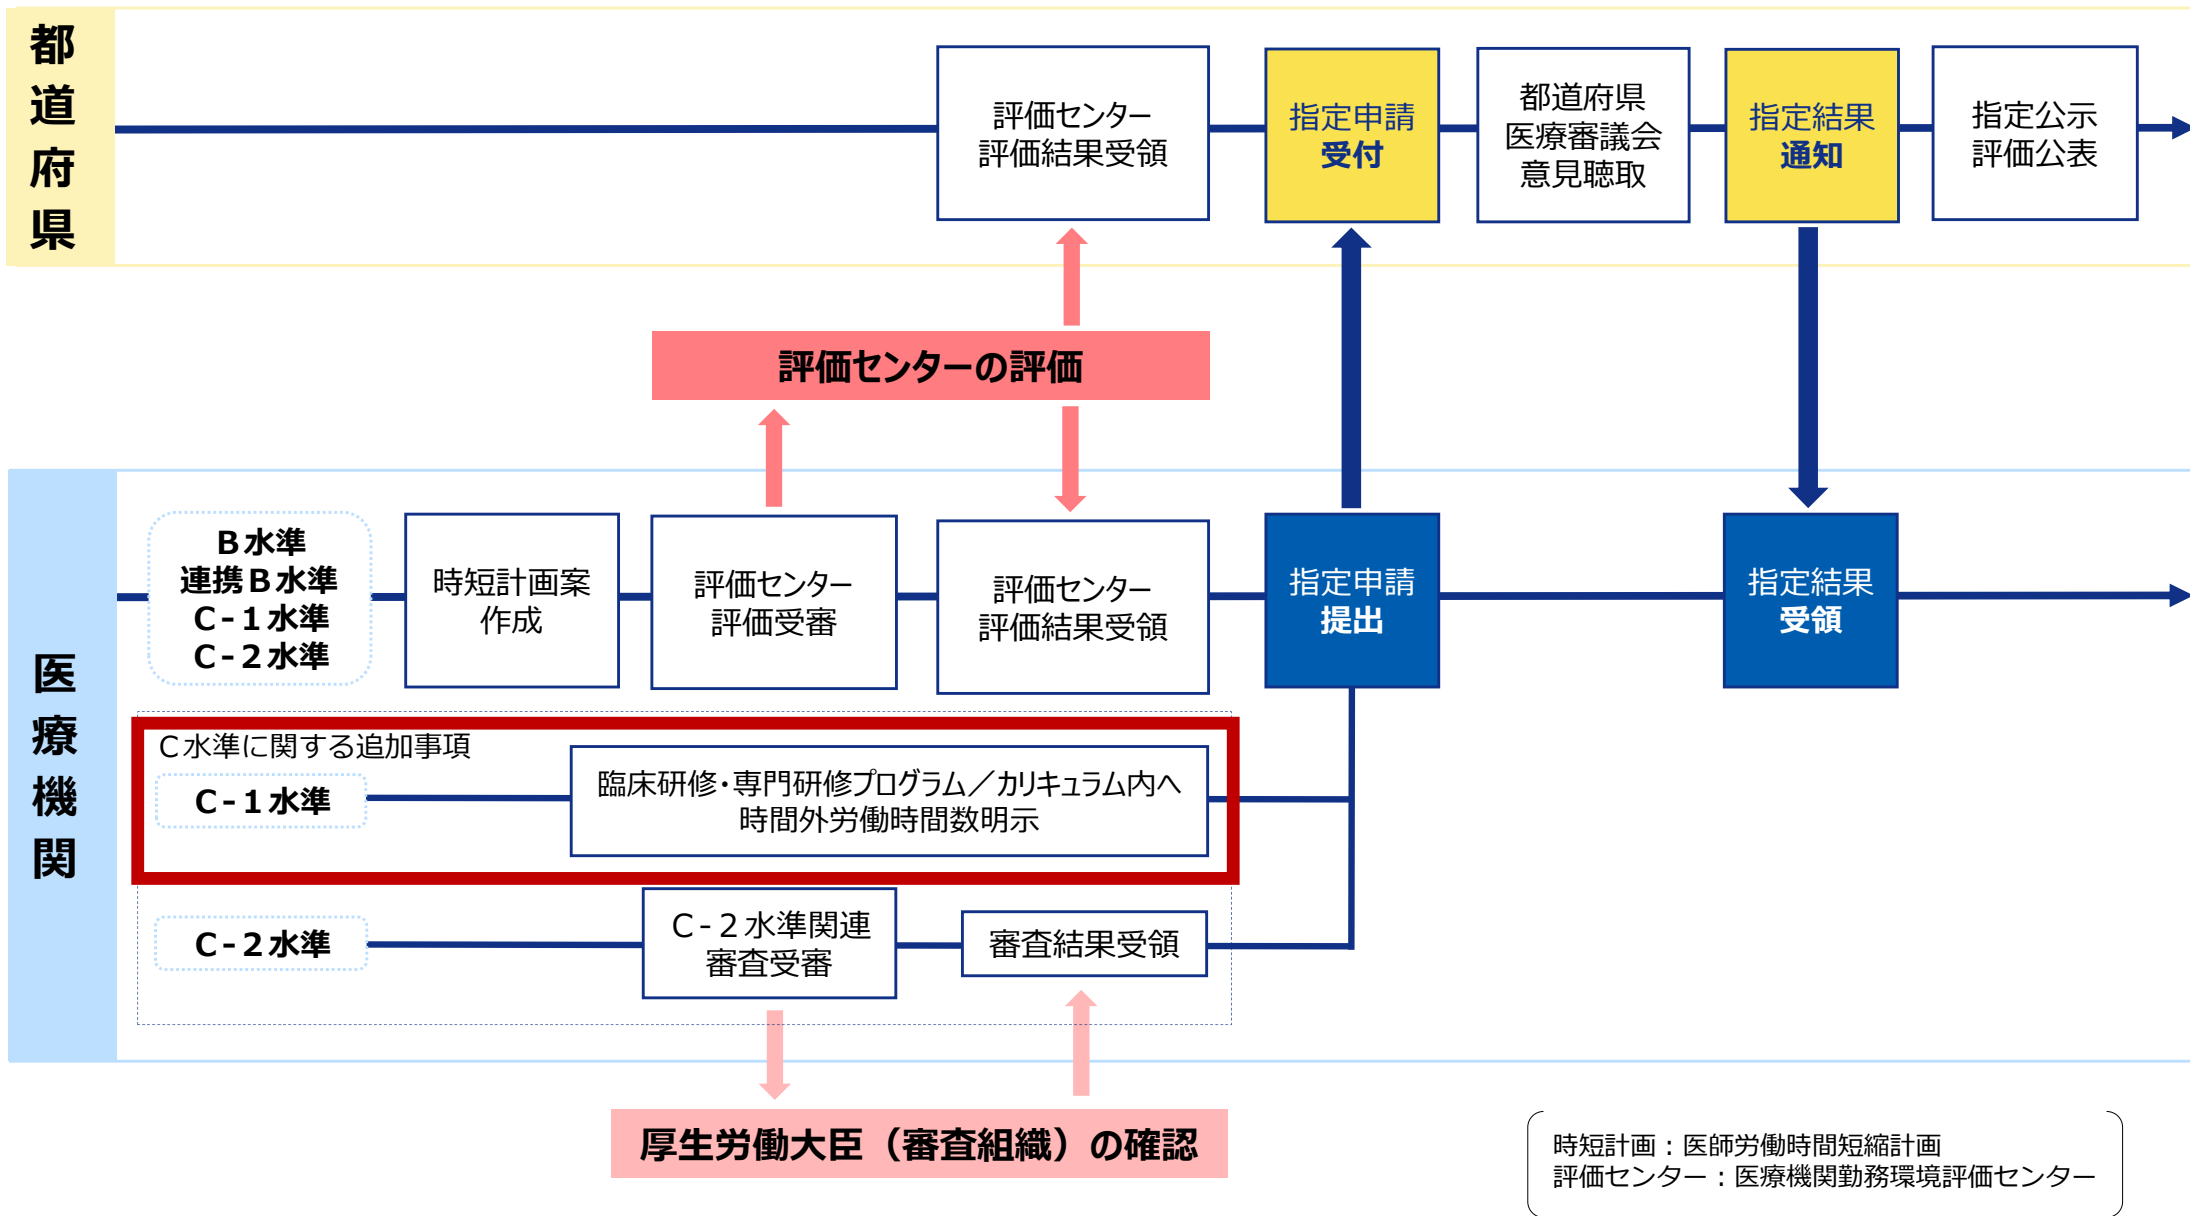 都道府県
評価センター
評価結果受領
指定申請
受付
都道府県
医療審議会
意見聴取
指定結果
通知
指定公示
評価公表
評価センターの評価
医療機関
B水準
連携B水準
C-1水準
C-2水準
時短計画案
作成
評価センター
評価受審
評価センター
評価結果受領
指定申請
提出
指定結果
受領
C水準に関する追加事項
C-1水準
臨床研修・専門研修プログラム／カリキュラム内へ
時間外労働時間数明示
C-2水準
C-2水準関連
審査受審
審査結果受領
厚生労働大臣（審査組織）の確認
時短計画：医師労働時間短縮計画
評価センター：医療機関勤務環境評価センター